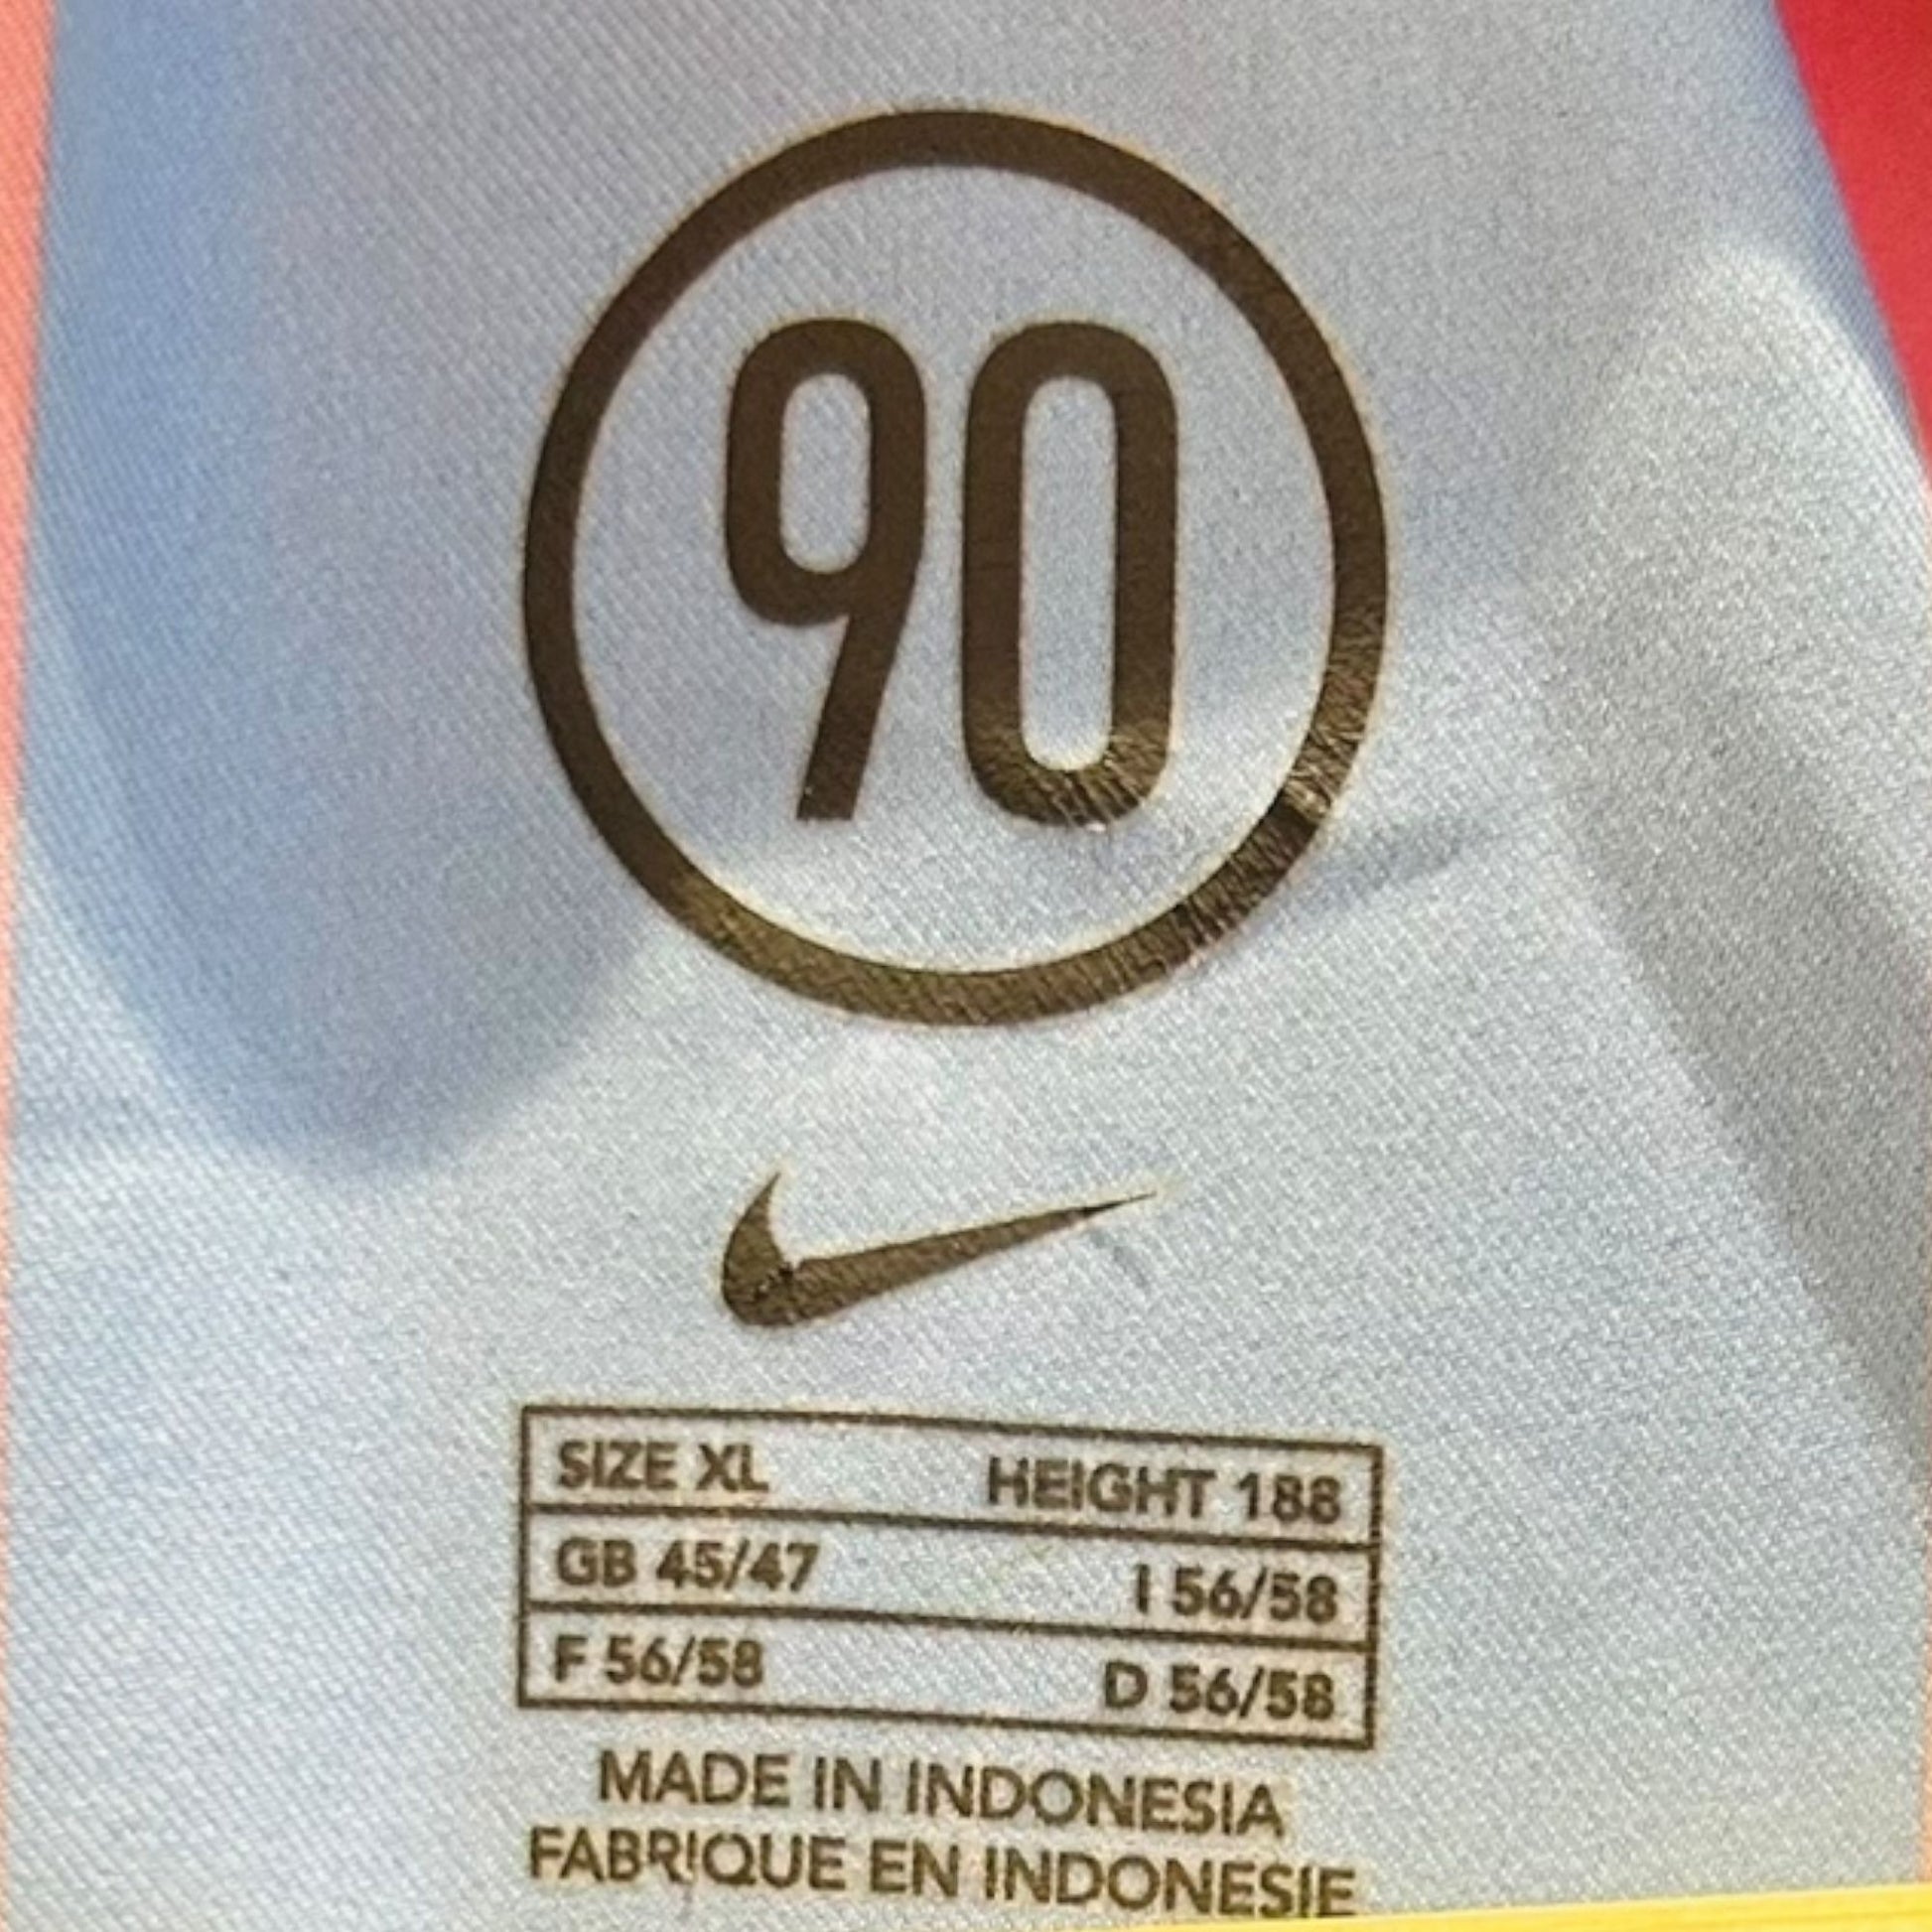 90
SIZE XL HEIGHT 188
GB 45/47 I 56/58
F 56/58 D 56/58
MADE IN INDONESIA
FABRIQUE EN INDONESIE